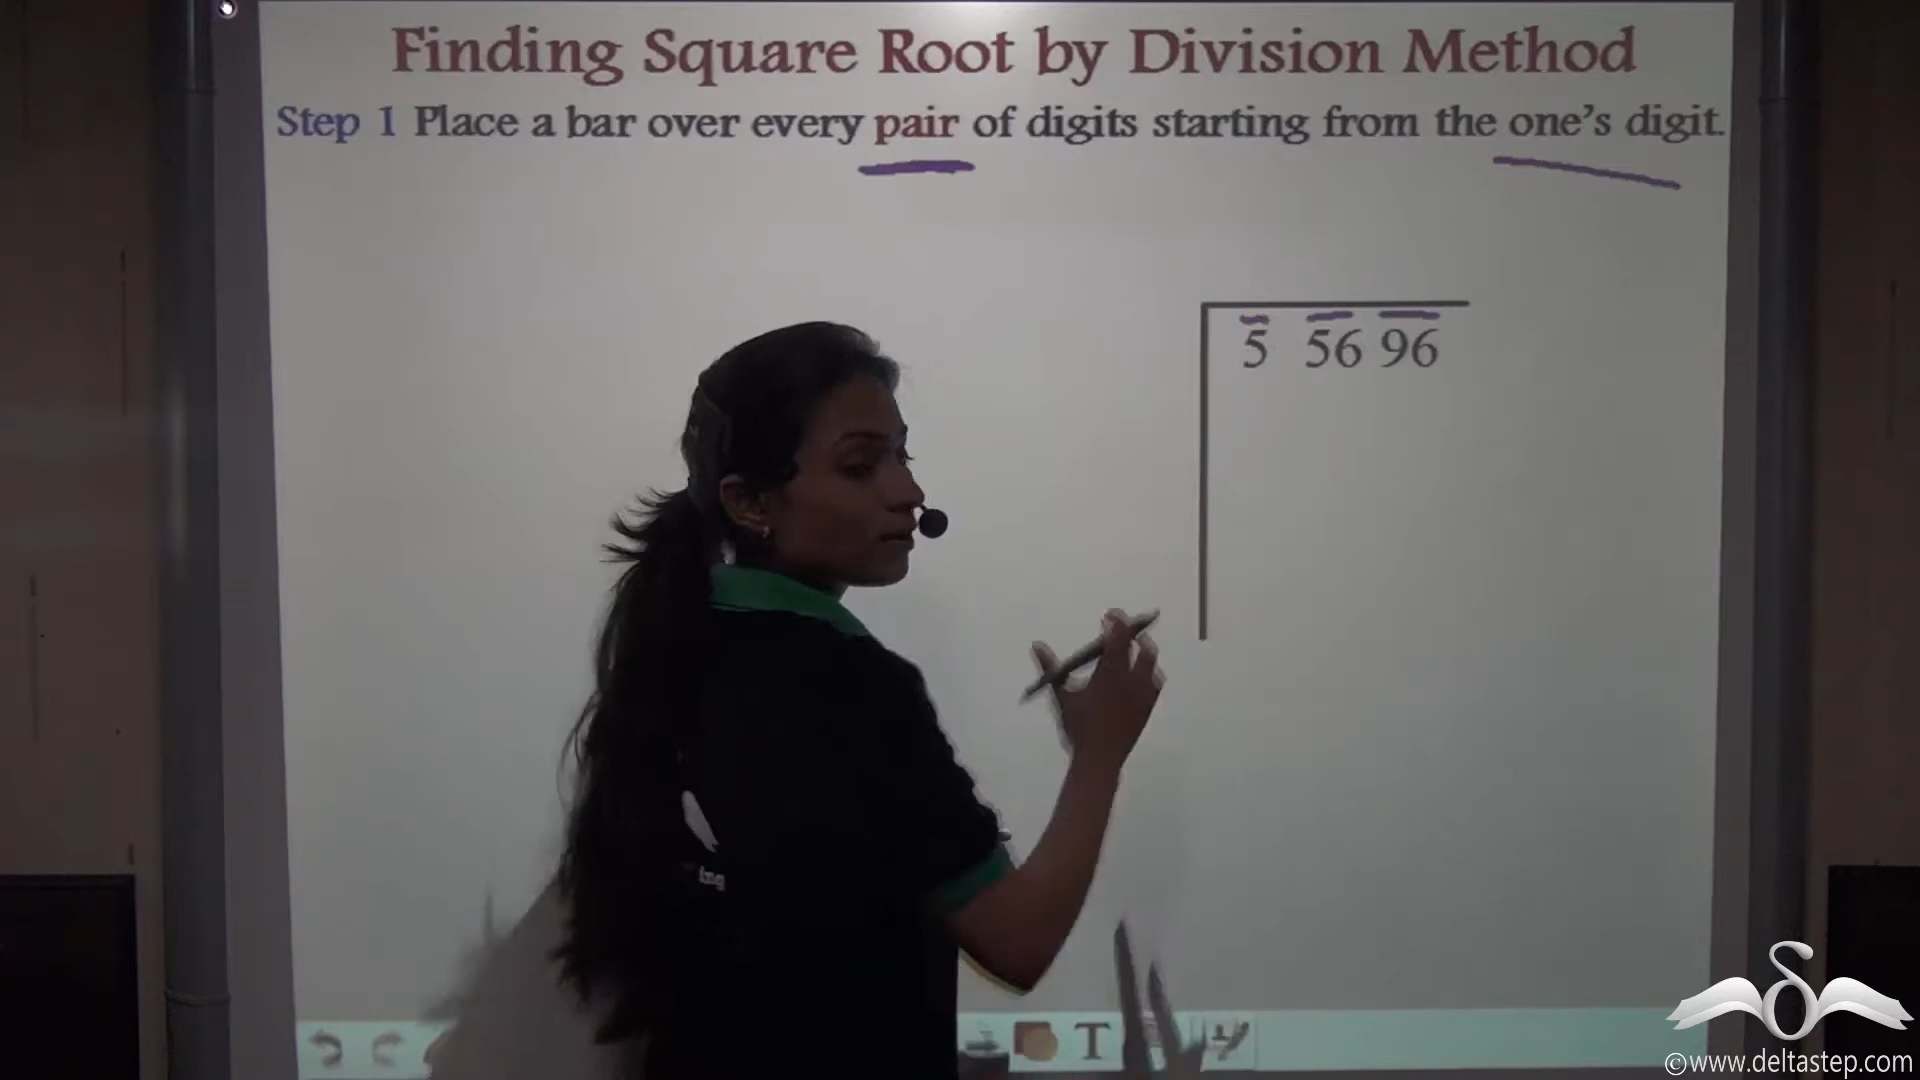 Finding Square Root by Division Method
Step 1 Place a bar over every pair of digits starting from the one's digit.
5 56 96
ing
T
©www.deltastep.com